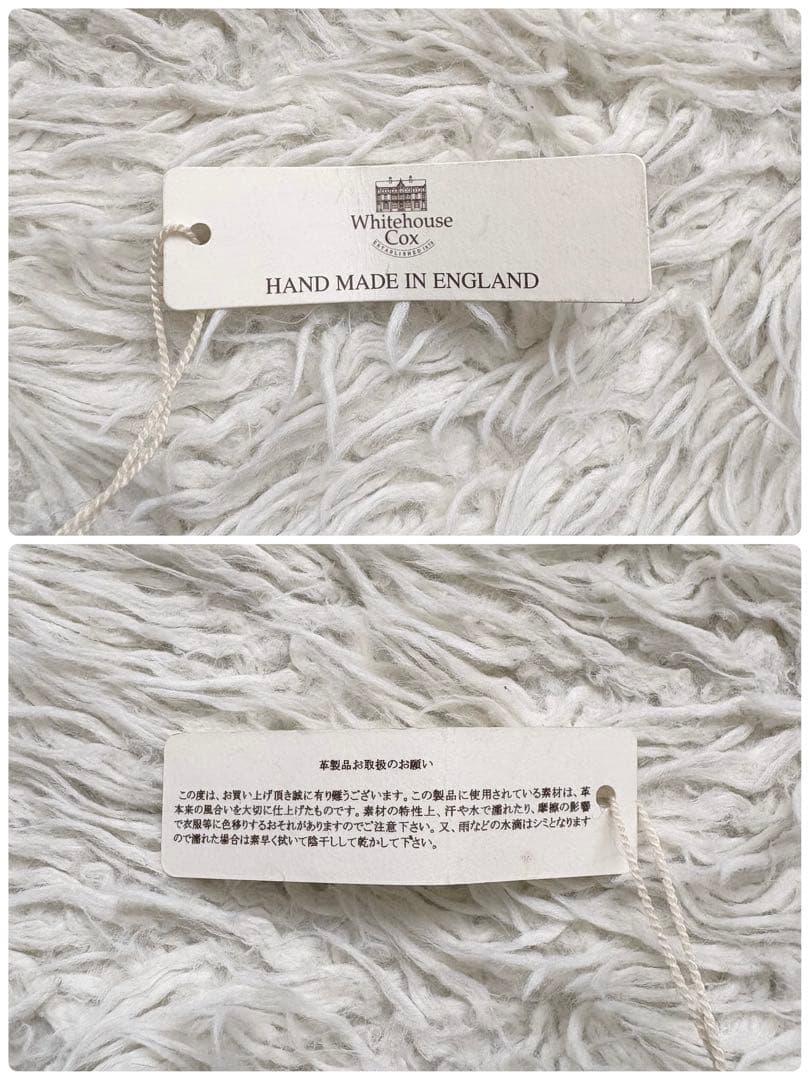 Whitehouse
Cox
ESTABLISHED 1875
HAND MADE IN ENGLAND
革製品お取扱のお願い
この度は、お買い上げ頂き誠に有り難うございます。この製品に使用されている素材は、革
本来の風合いを大切に仕上げたものです。素材の特性上、汗や水で濡れたり、摩擦の影響
で衣服等に色移りするおそれがありますのでご注意下さい。又、雨などの水滴はシミとなります
ので濡れた場合は素早く拭いて陰干しして乾かして下さい。